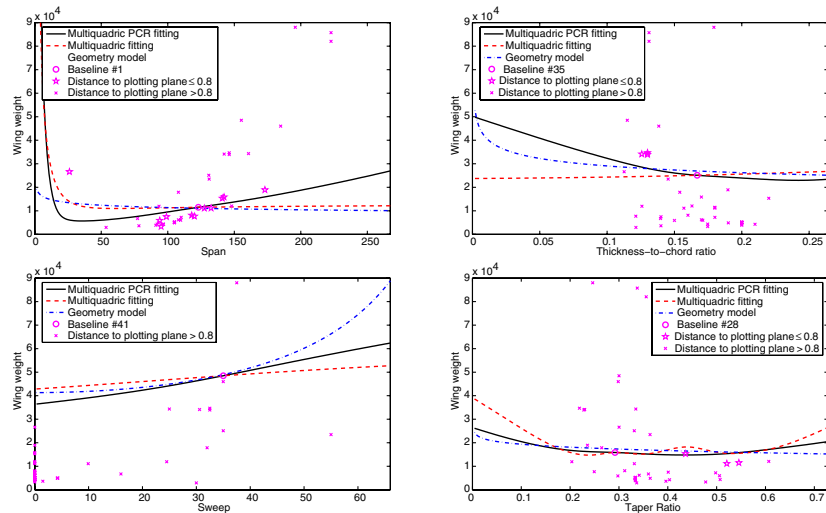 9 x 10⁴
8
7
6
5
4
3
2
1
0
Wing weight
0 50 100 150 200 250
Span
Multiquadric PCR fitting
Multiquadric fitting
Geometry model
Baseline #1
Distance to plotting plane ≤ 0.8
Distance to plotting plane > 0.8
9 x 10⁴
8
7
6
5
4
3
2
1
0
Wing weight
0 0.05 0.1 0.15 0.2 0.25
Thickness-to-chord ratio
Multiquadric PCR fitting
Multiquadric fitting
Geometry model
Baseline #35
Distance to plotting plane ≤ 0.8
Distance to plotting plane > 0.8
9 x 10⁴
8
7
6
5
4
3
2
1
0
Wing weight
0 10 20 30 40 50 60
Sweep
Multiquadric PCR fitting
Multiquadric fitting
Geometry model
Baseline #41
Distance to plotting plane > 0.8
9 x 10⁴
8
7
6
5
4
3
2
1
0
Wing weight
0 0.1 0.2 0.3 0.4 0.5 0.6 0.7
Taper Ratio
Multiquadric PCR fitting
Multiquadric fitting
Geometry model
Baseline #28
Distance to plotting plane ≤ 0.8
Distance to plotting plane > 0.8